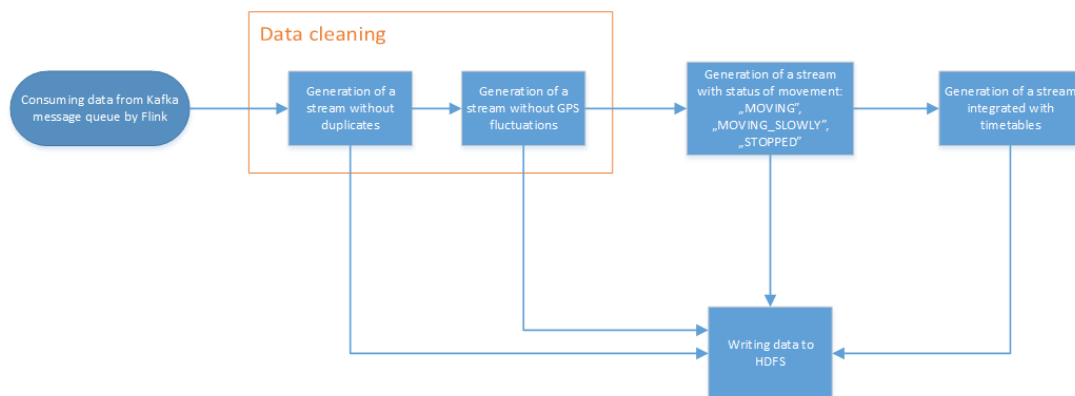 Data cleaning
Consuming data from Kafka
message queue by Flink
Generation of a
stream without
duplicates
Generation of a
stream without GPS
fluctuations
Generation of a stream
with status of movement:
„MOVING”,
„MOVING_SLOWLY”,
„STOPPED”
Generation of a stream
integrated with
timetables
Writing data to
HDFS